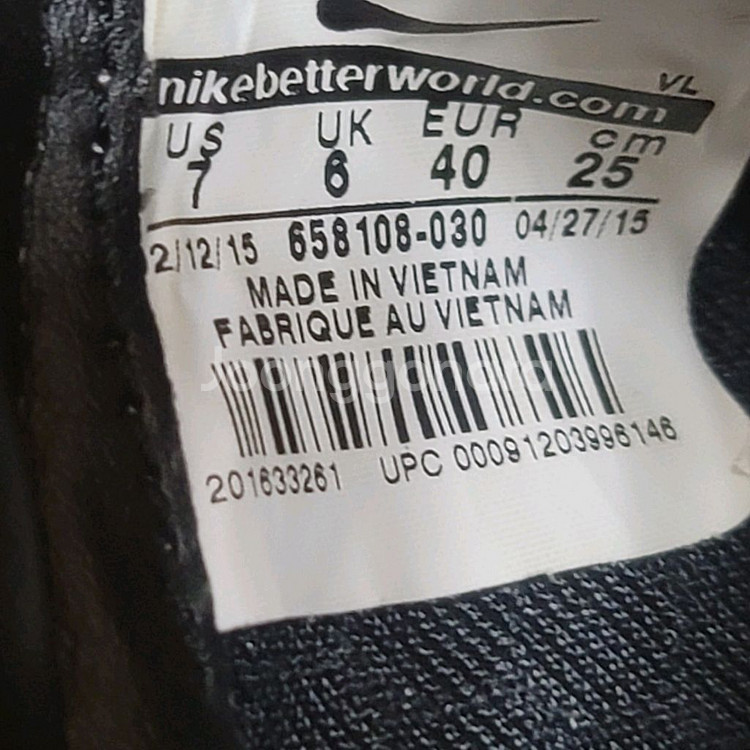 nikebetterworld.com
VL
US UK EUR cm
7 6 40 25
2/12/15 658108-030 04/27/15
MADE IN VIETNAM
FABRIQUE AU VIETNAM
Joonggonara
201633261 UPC 00091203996146